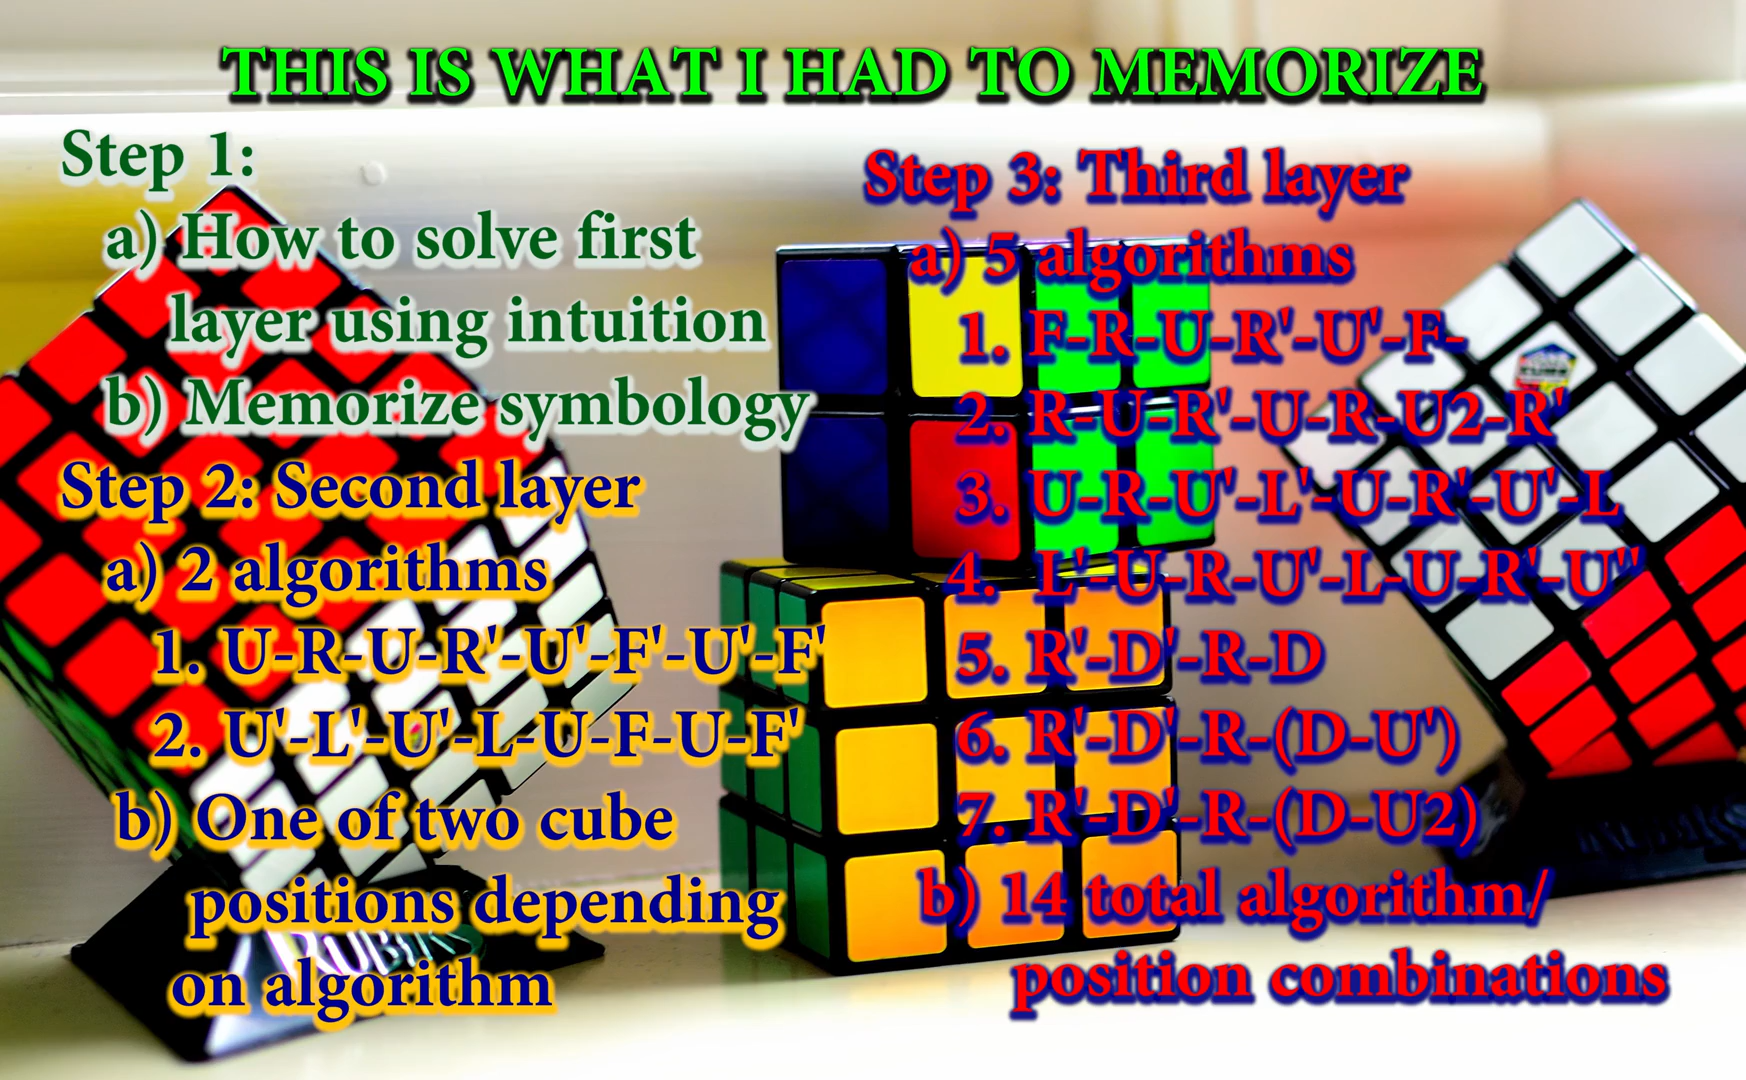 THIS IS WHAT I HAD TO MEMORIZE
Step 1:
a) How to solve first
layer using intuition
b) Memorize symbology
Step 2: Second layer
a) 2 algorithms
1. U-R-U-R'-U'-F'-U'-F'
2. U'-L'-U'-L-U-F-U-F'
b) One of two cube
positions depending
on algorithm
Step 3: Third layer
a) 5 algorithms
1. F-R-U-R'-U'-F-
2. R-U-R'-U-R-U2-R'
3. U-R-U'-L'-U-R'-U'-L
4. L'-U-R-U'-L-U-R'-U"
5. R'-D'-R-D
6. R'-D'-R-(D-U')
7. R'-D'-R-(D-U2)
b) 14 total algorithm/
position combinations
RUBIK'S